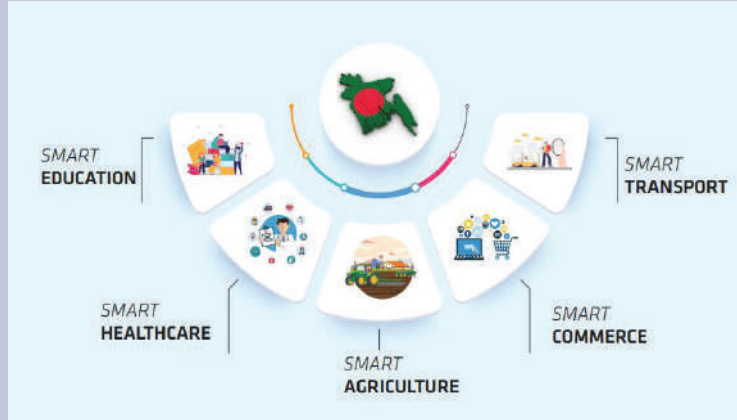 SMART
EDUCATION
SMART
HEALTHCARE
SMART
AGRICULTURE
SMART
COMMERCE
SMART
TRANSPORT